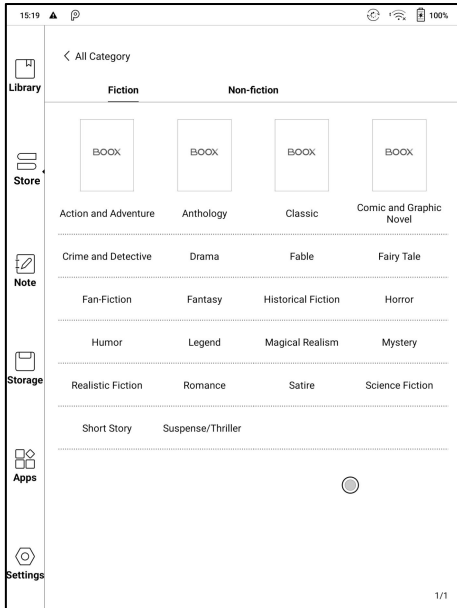 15:19
100%
All Category
Library
Fiction Non-fiction
BOOX BOOX BOOX BOOX
Store
Action and Adventure Anthology Classic Comic and Graphic
Novel
Crime and Detective Drama Fable Fairy Tale
Note
Fan-Fiction Fantasy Historical Fiction Horror
Humor Legend Magical Realism Mystery
Storage
Realistic Fiction Romance Satire Science Fiction
Short Story Suspense/Thriller
Apps
Settings
1/1